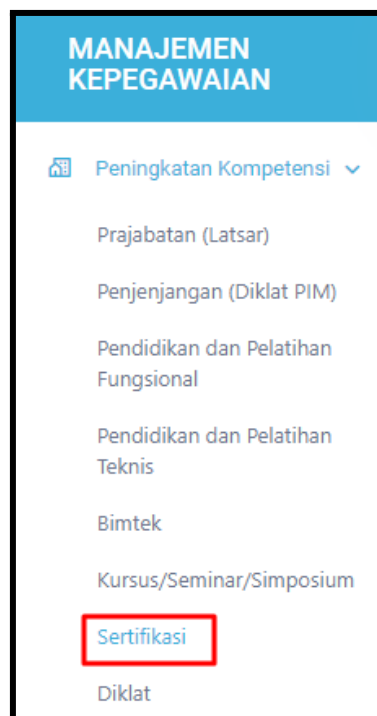 MANAJEMEN
KEPEGAWAIAN
Peningkatan Kompetensi
Prajabatan (Latsar)
Penjenjangan (Diklat PIM)
Pendidikan dan Pelatihan
Fungsional
Pendidikan dan Pelatihan
Teknis
Bimtek
Kursus/Seminar/Simposium
Sertifikasi
Diklat